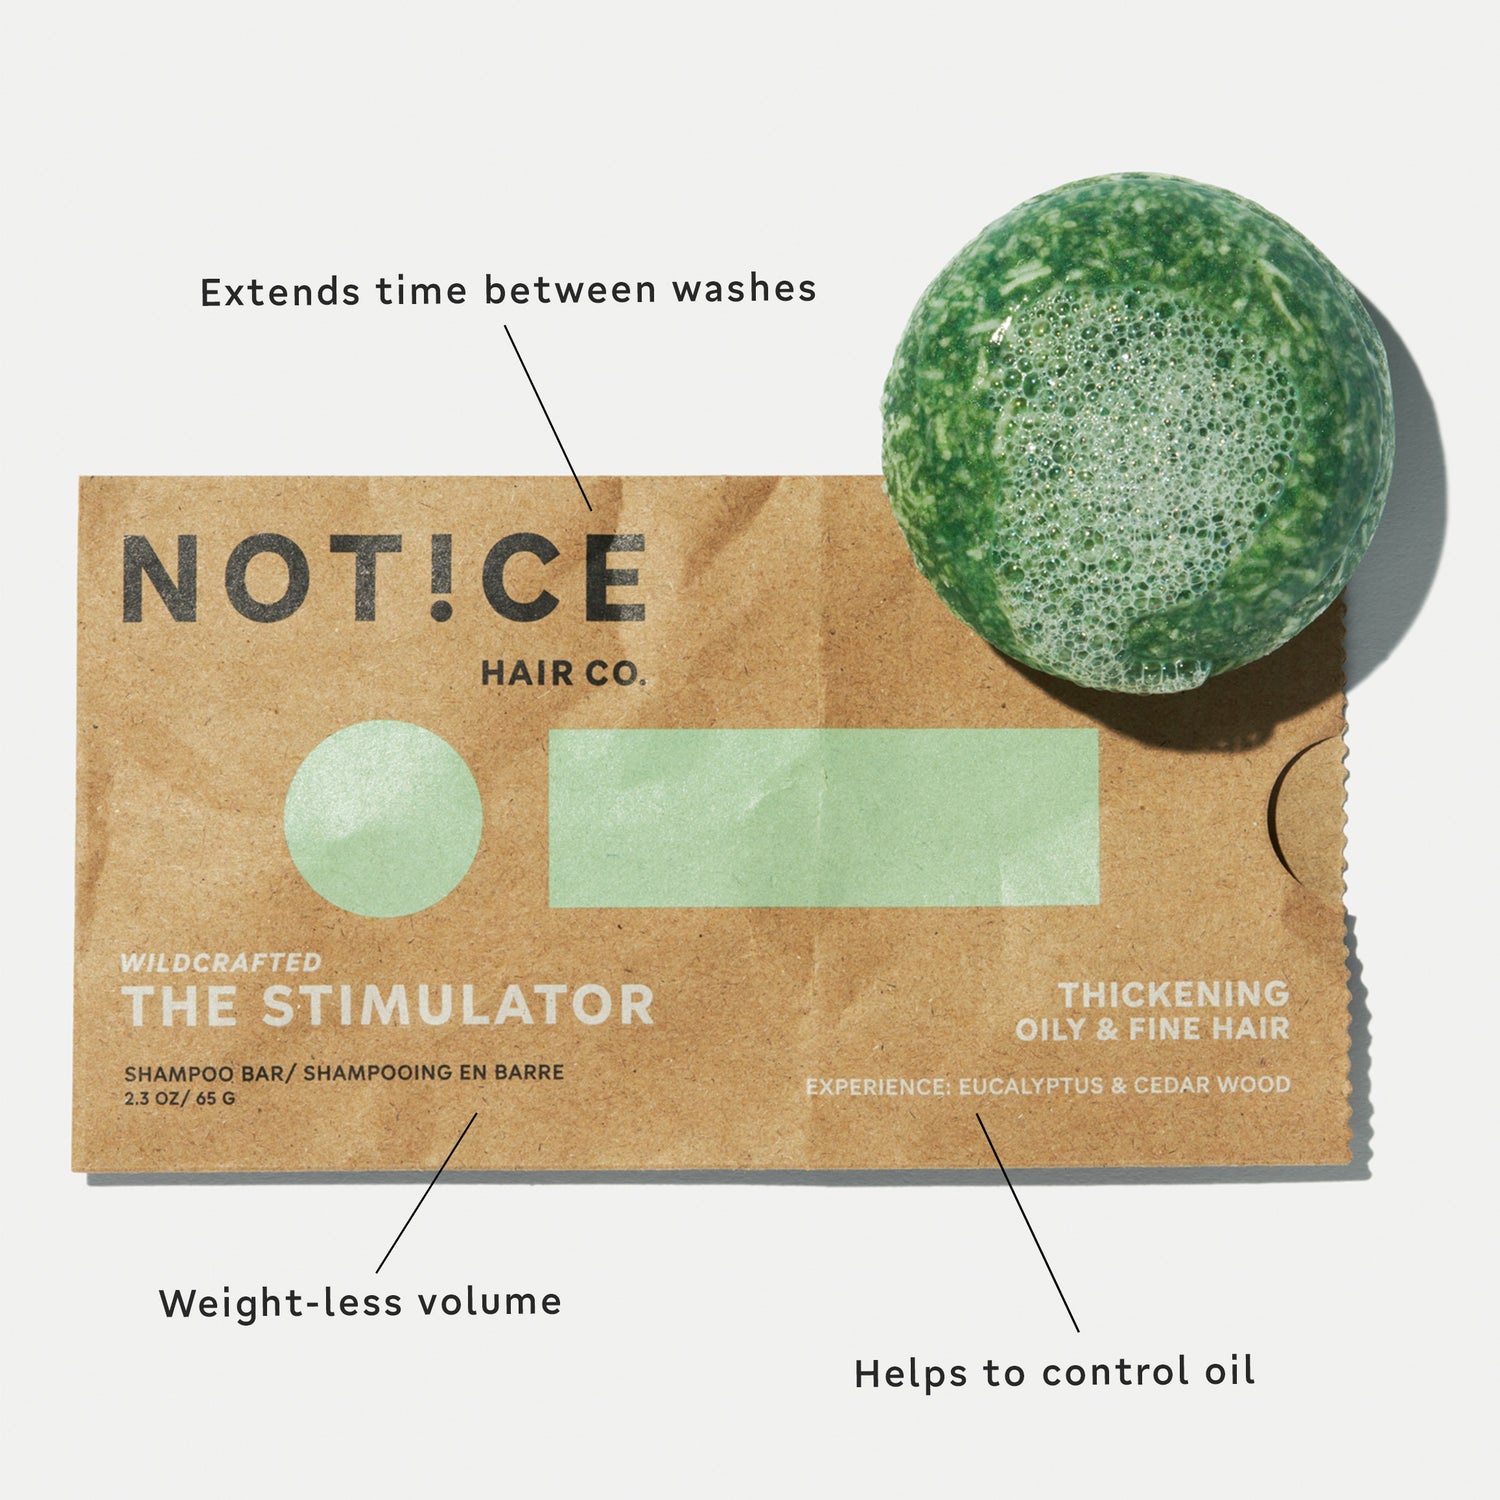 Extends time between washes
NOT!CE
HAIR CO.
WILDCRAFTED
THE STIMULATOR
SHAMPOO BAR/ SHAMPOOING EN BARRE
2.3 OZ/ 65 G
THICKENING
OILY & FINE HAIR
EXPERIENCE: EUCALYPTUS & CEDAR WOOD
Weight-less volume
Helps to control oil